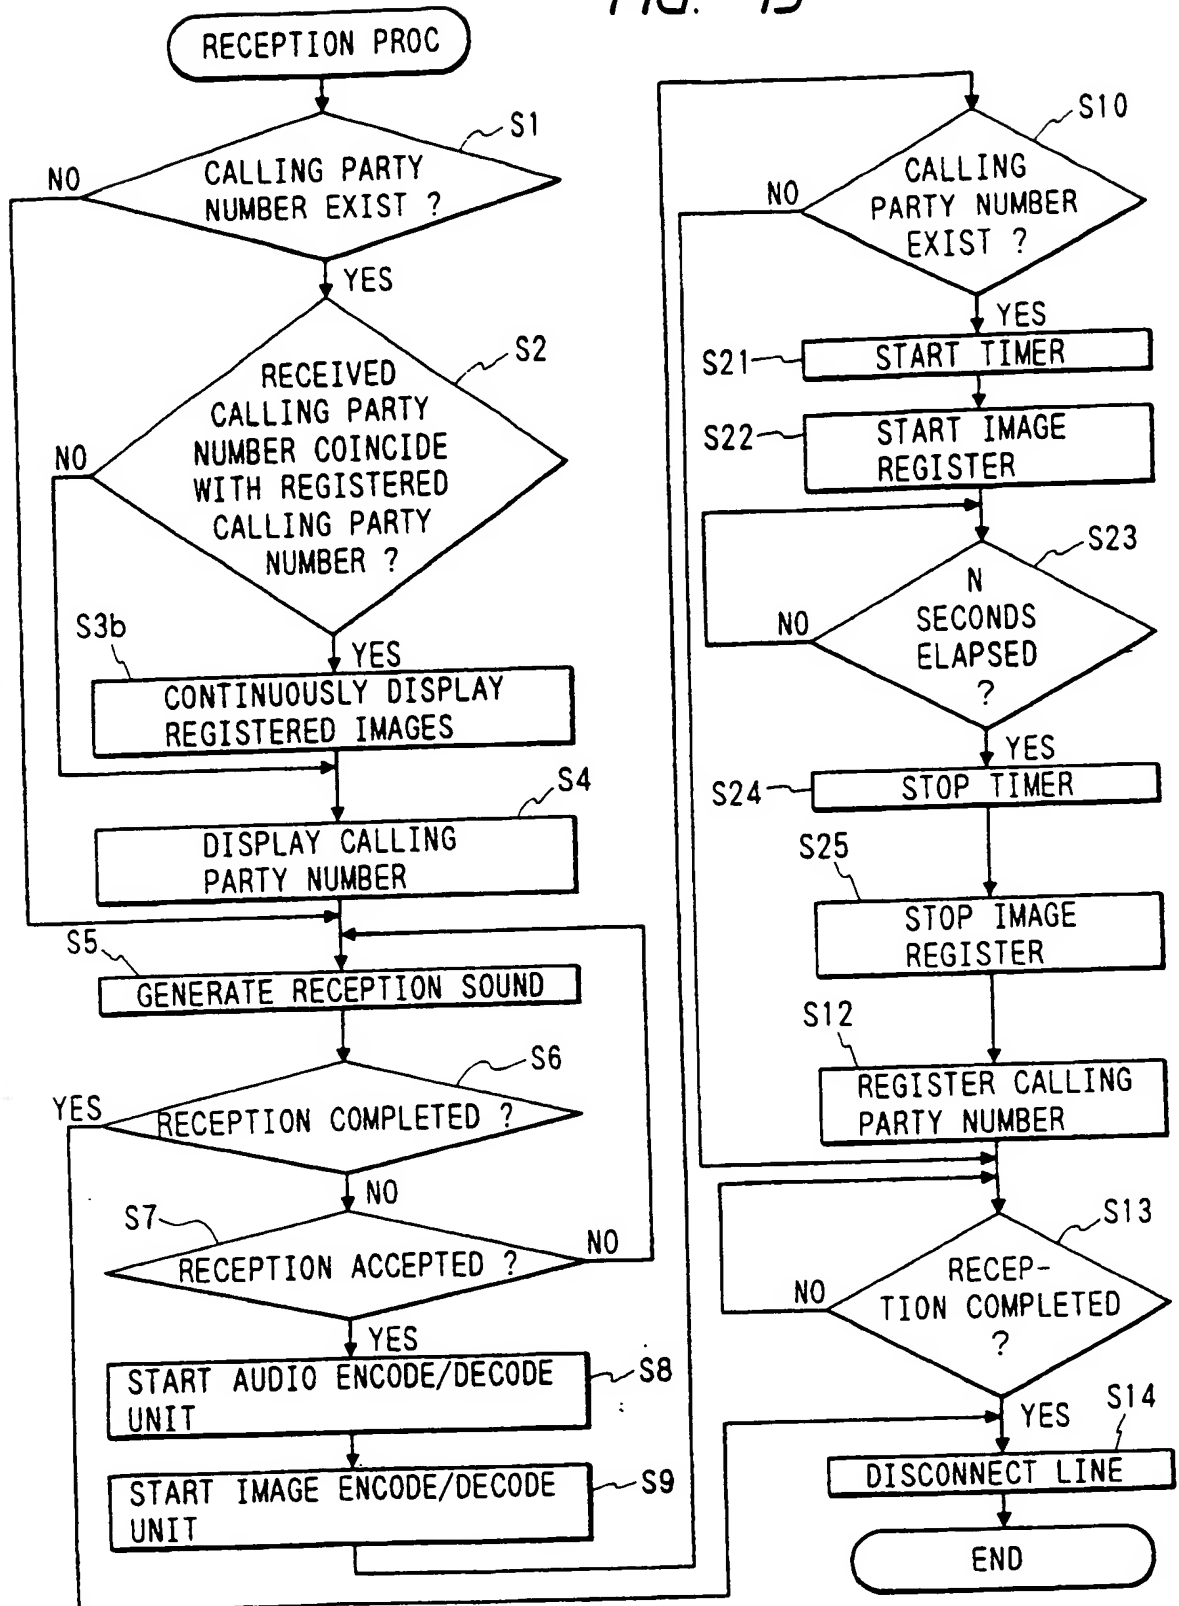 RECEPTION PROC
S1
CALLING PARTY
NUMBER EXIST ?
NO
YES
S2
RECEIVED
CALLING PARTY
NUMBER COINCIDE
WITH REGISTERED
CALLING PARTY
NUMBER ?
NO
YES
S3b
CONTINUOUSLY DISPLAY
REGISTERED IMAGES
S4
DISPLAY CALLING
PARTY NUMBER
S5
GENERATE RECEPTION SOUND
S6
RECEPTION COMPLETED ?
YES
NO
S7
RECEPTION ACCEPTED ?
NO
YES
START AUDIO ENCODE/DECODE
UNIT
S8
START IMAGE ENCODE/DECODE
UNIT
S9
S10
CALLING
PARTY NUMBER
EXIST ?
NO
YES
S21
START TIMER
S22
START IMAGE
REGISTER
S23
N
SECONDS
ELAPSED
?
NO
YES
S24
STOP TIMER
S25
STOP IMAGE
REGISTER
S12
REGISTER CALLING
PARTY NUMBER
S13
RECEP-
TION COMPLETED
?
NO
YES
S14
DISCONNECT LINE
END